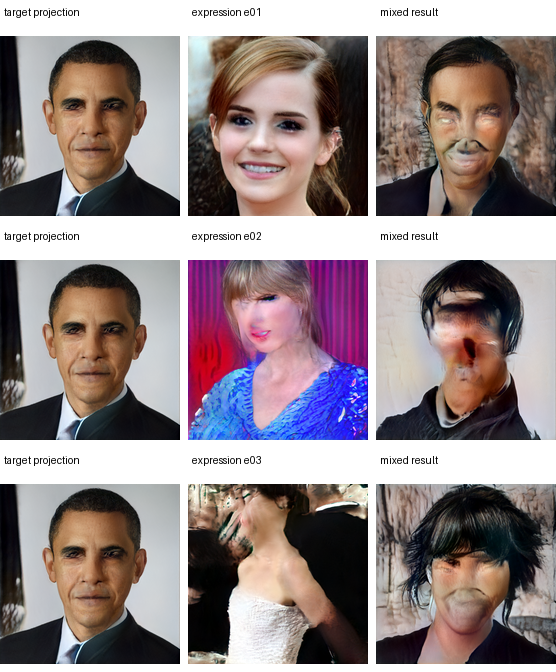 target projection
expression e01
mixed result
target projection
expression e02
mixed result
target projection
expression e03
mixed result